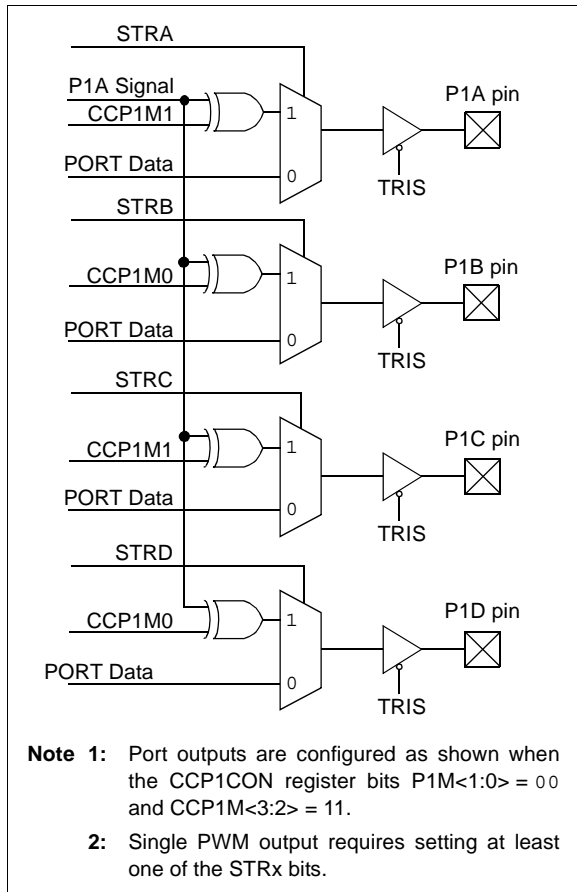 STRA
P1A Signal
CCP1M1
1
P1A pin
PORT Data
0
TRIS
STRB
CCP1M0
1
P1B pin
PORT Data
0
TRIS
STRC
CCP1M1
1
P1C pin
PORT Data
0
TRIS
STRD
CCP1M0
1
P1D pin
PORT Data
0
TRIS
Note 1: Port outputs are configured as shown when
the CCP1CON register bits P1M<1:0> = 00
and CCP1M<3:2> = 11.
2: Single PWM output requires setting at least
one of the STRx bits.